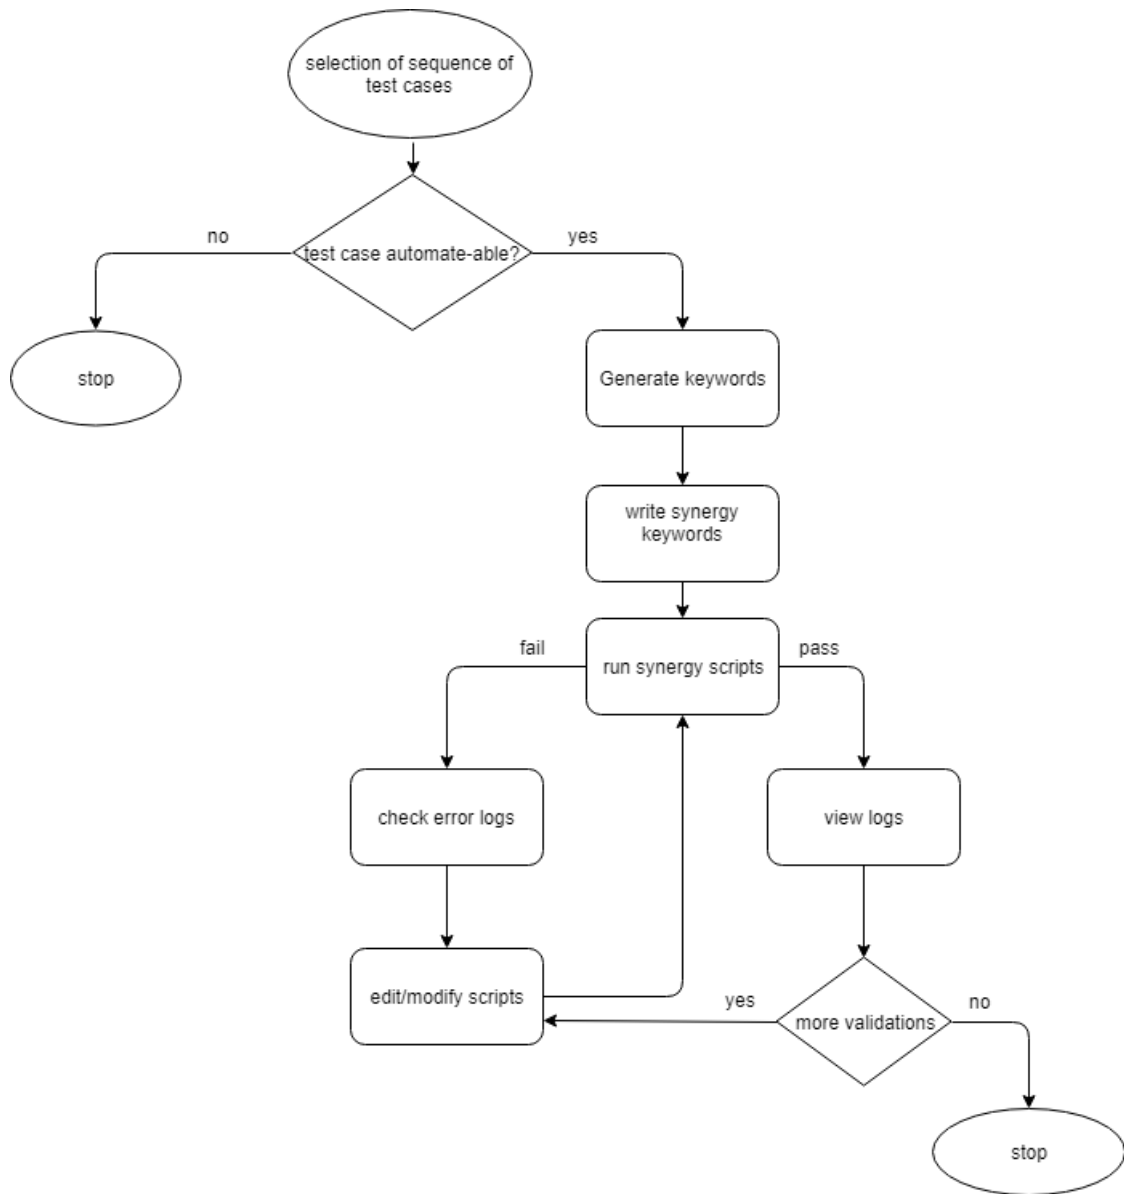 selection of sequence of
test cases
no
test case automate-able?
yes
stop
Generate keywords
write synergy
keywords
fail
run synergy scripts
pass
check error logs
view logs
edit/modify scripts
yes
more validations
no
stop